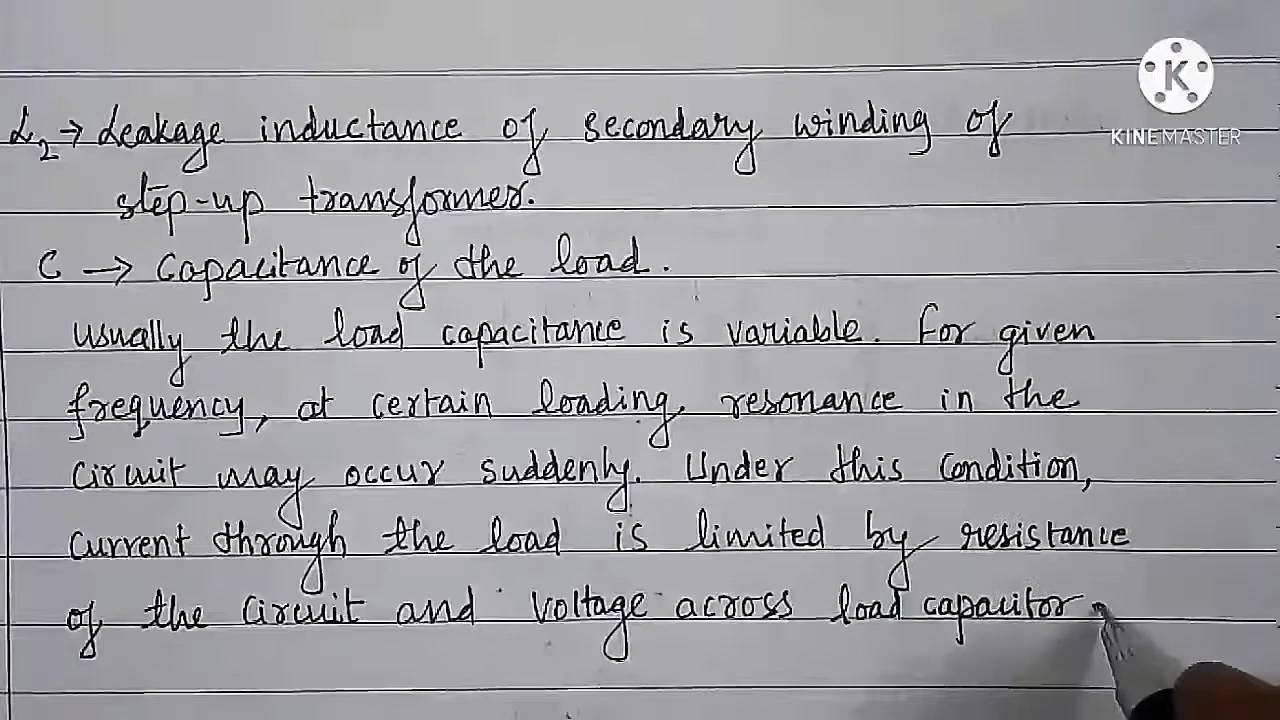 L2 → Leakage inductance of secondary winding of
step-up transformer.
C → Capacitance of the load.
usually the load capacitance is variable. For given
frequency, at certain loading, resonance in the
circuit may occur suddenly. Under this condition,
current through the load is limited by resistance
of the circuit and voltage across load capacitor
K
KINEMASTER